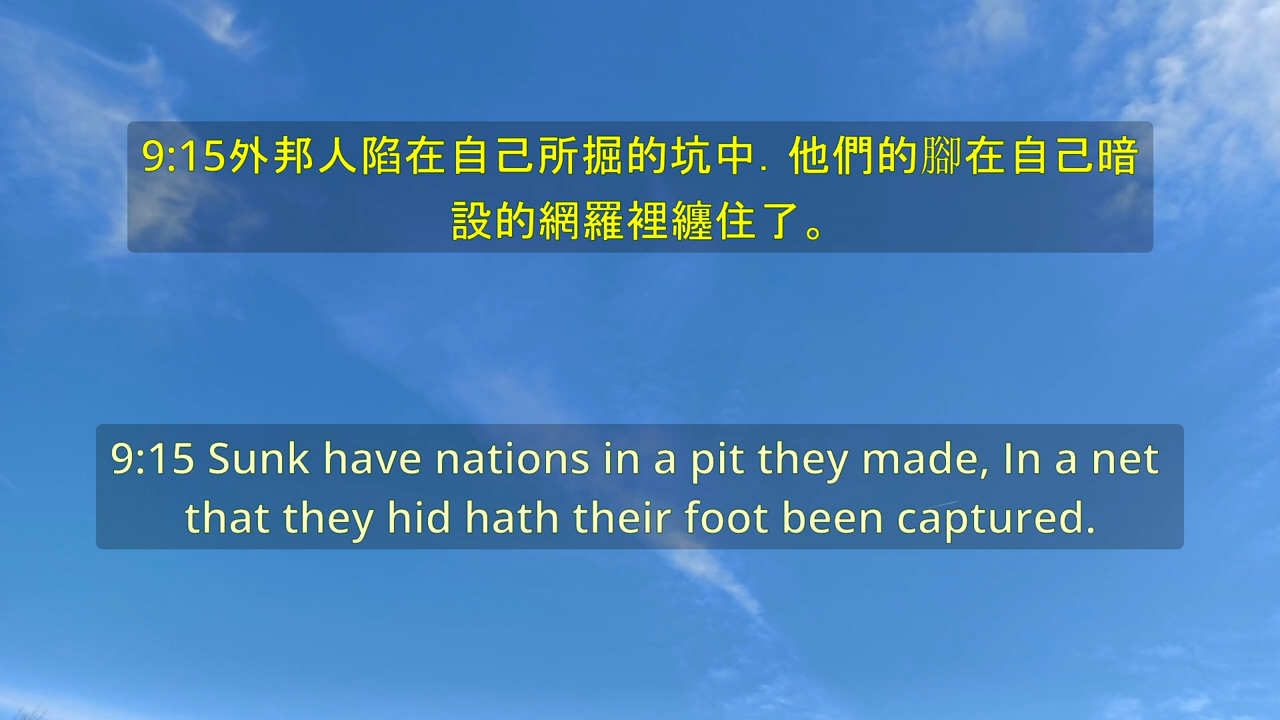 9:15外邦人陷在自己所掘的坑中．他們的腳在自己暗
設的網羅裡纏住了。
9:15 Sunk have nations in a pit they made, In a net
that they hid hath their foot been captured.